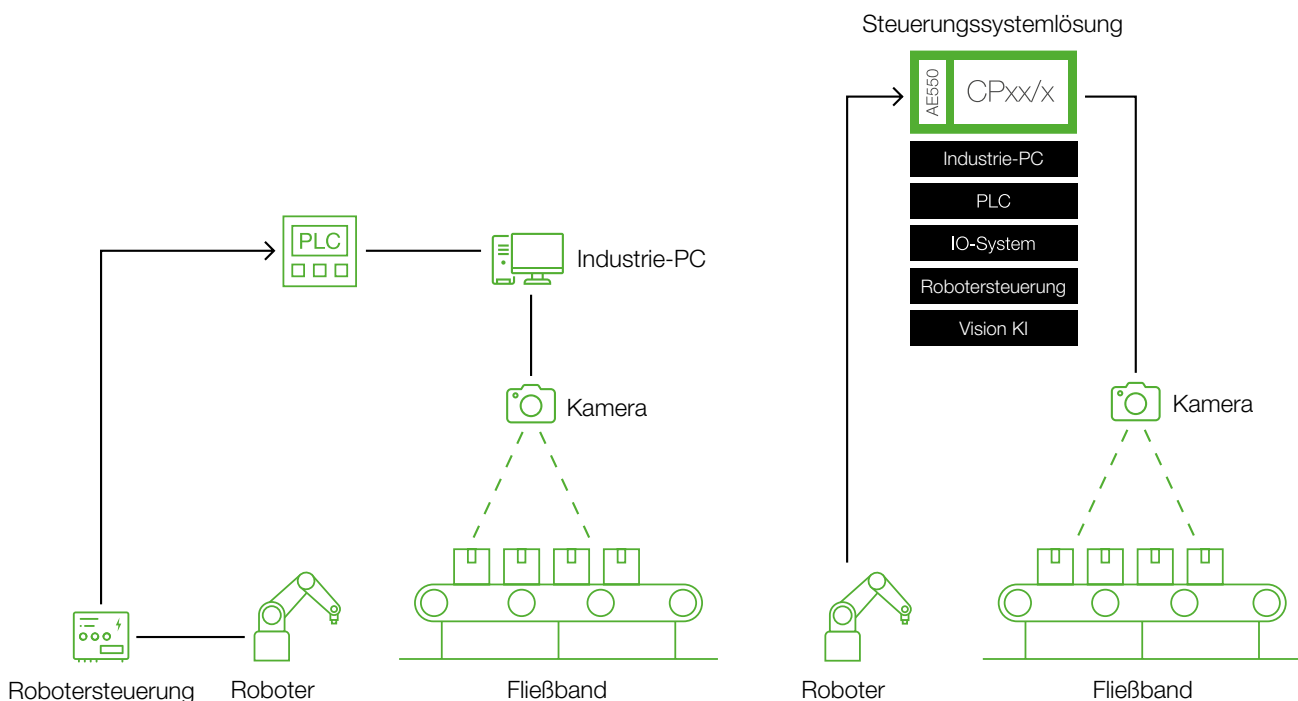 Steuerungssystemlösung
AE550
CPxx/x
Industrie-PC
PLC
IO-System
Robotersteuerung
Vision KI
PLC
Industrie-PC
Kamera
Kamera
Robotersteuerung
Roboter
Fließband
Roboter
Fließband